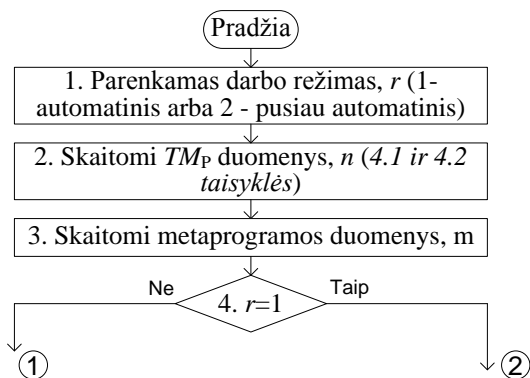 Pradžia
1. Parenkamas darbo režimas, r (1-
automatinis arba 2 - pusiau automatinis)
2. Skaitomi TMP duomenys, n (4.1 ir 4.2
taisyklės)
3. Skaitomi metaprogramos duomenys, m
Ne
4. r=1
Taip
1
2